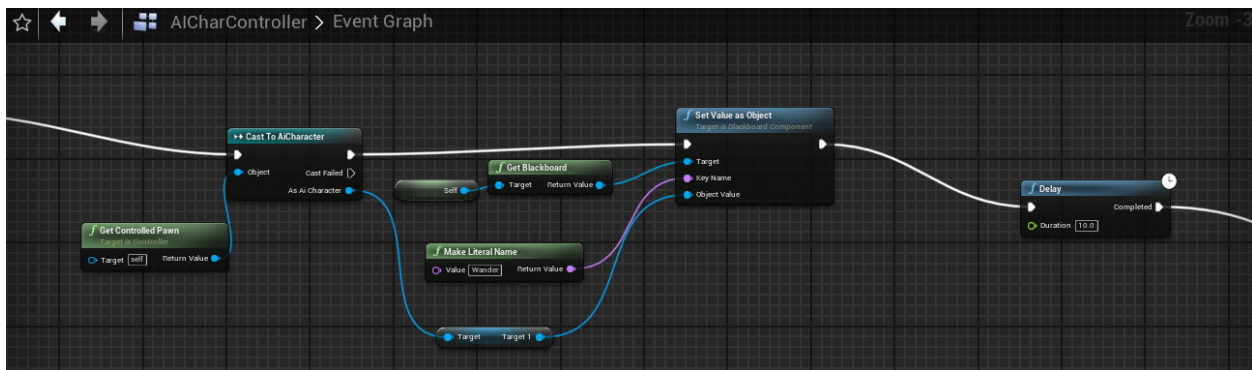 AICharController > Event Graph
Zoom -3
Cast To AiCharacter
Object
Cast Failed
As Ai Character
Get Controlled Pawn
Target is Controller
Target self
Return Value
Self
Get Blackboard
Target
Return Value
Make Literal Name
Value Wander
Return Value
Target
Target 1
Set Value as Object
Target is Blackboard Component
Target
Key Name
Object Value
Delay
Completed
Duration 10.0